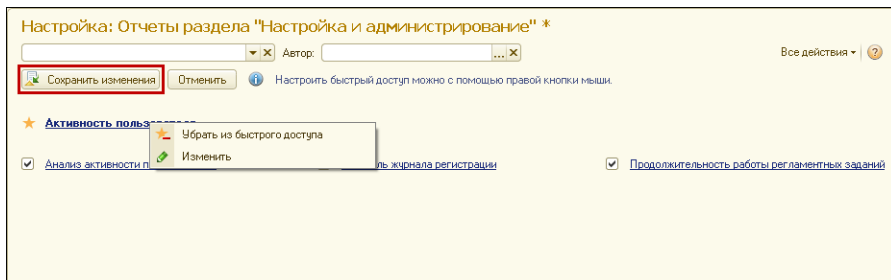 Настройка: Отчеты раздела "Настройка и администрирование" *
Автор:
Все действия
Сохранить изменения
Отменить
Настроить быстрый доступ можно с помощью правой кнопки мыши.
Активность
Убрать из быстрого доступа
Изменить
Анализ активности
журнала регистрации
Продолжительность работы регламентных заданий